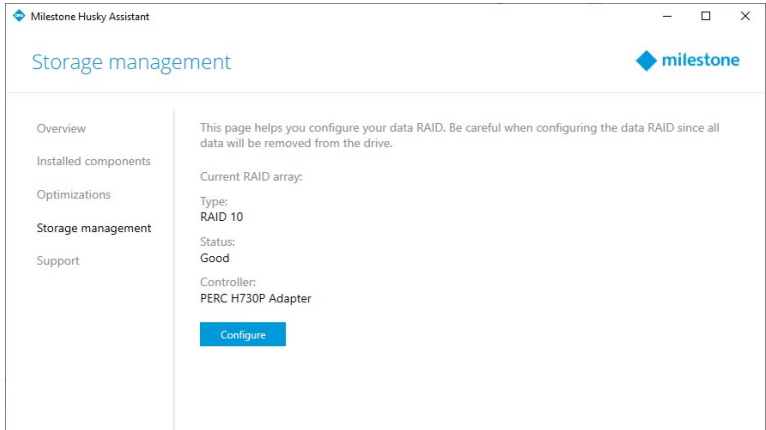 Milestone Husky Assistant
Storage management
milestone
Overview
Installed components
Optimizations
Storage management
Support
This page helps you configure your data RAID. Be careful when configuring the data RAID since all
data will be removed from the drive.
Current RAID array:
Type:
RAID 10
Status:
Good
Controller:
PERC H730P Adapter
Configure